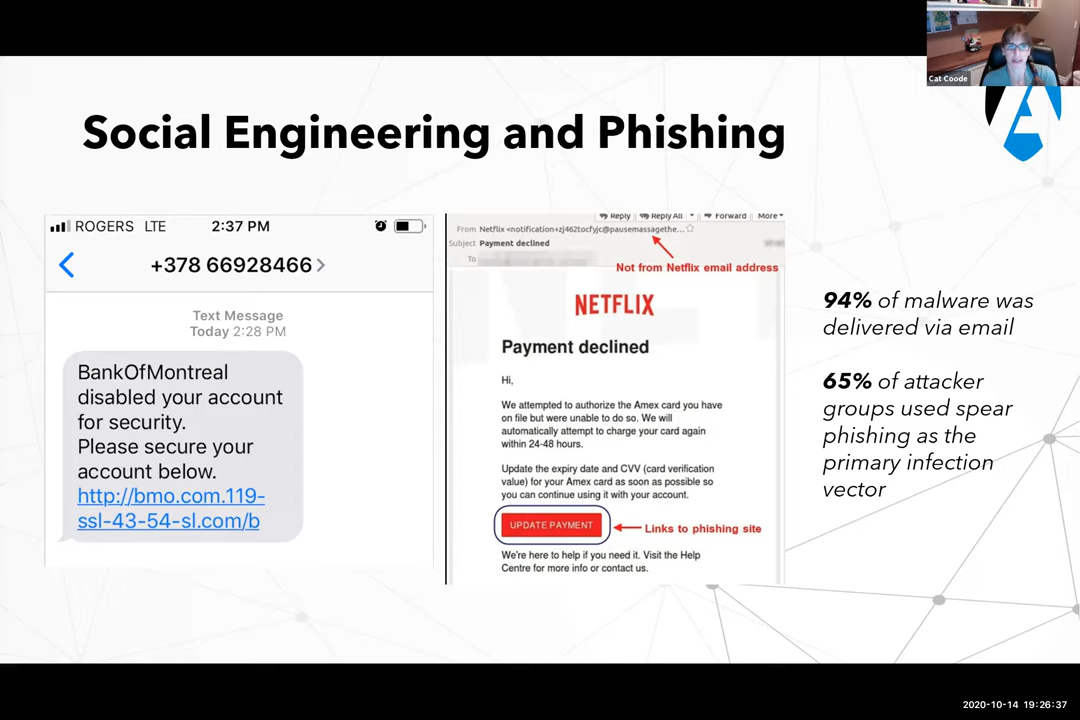 Cat Coode
Social Engineering and Phishing
ROGERS LTE 2:37 PM
+378 66928466
Text Message
Today 2:28 PM
BankOfMontreal
disabled your account
for security.
Please secure your
account below.
http://bmo.com.119-
ssl-43-54-sl.com/b
Reply Reply All Forward More
From Netflix <notification+zj462tocfyjc@pausemassagethe...
Subject Payment declined
To
Not from Netflix email address
NETFLIX
Payment declined
Hi,
We attempted to authorize the Amex card you have
on file but were unable to do so. We will
automatically attempt to charge your card again
within 24-48 hours.
Update the expiry date and CVV (card verification
value) for your Amex card as soon as possible so
you can continue using it with your account.
UPDATE PAYMENT
Links to phishing site
We're here to help if you need it. Visit the Help
Centre for more info or contact us.
94% of malware was
delivered via email
65% of attacker
groups used spear
phishing as the
primary infection
vector
2020-10-14 19:26:37